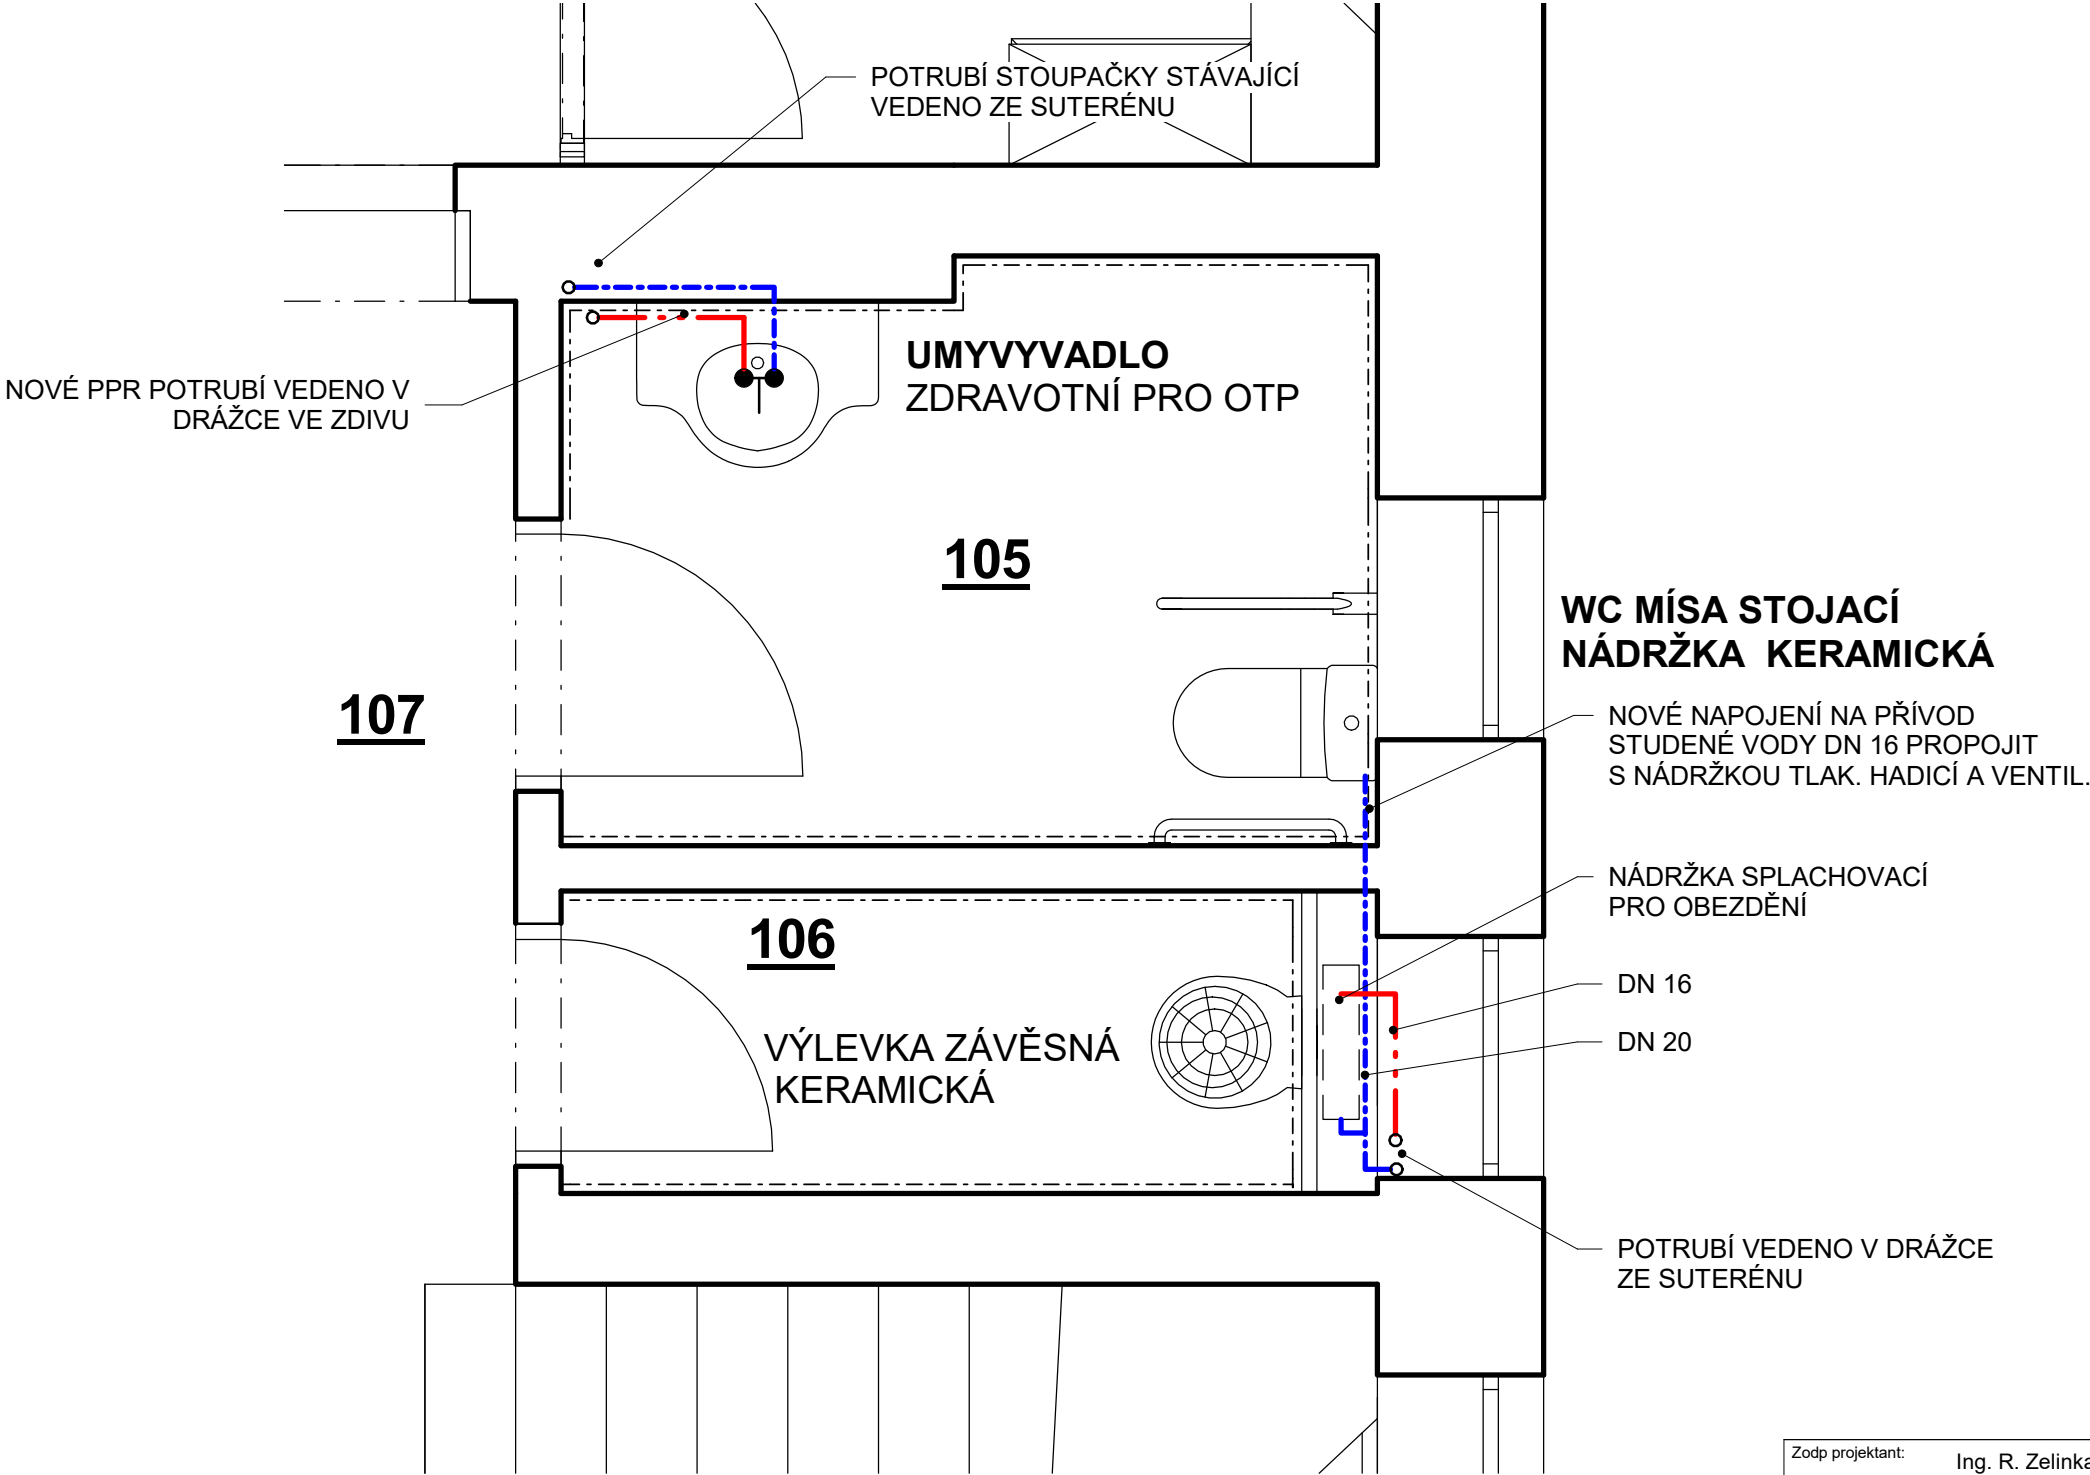 POTRUBÍ STOUPAČKY STÁVAJÍCÍ
VEDENO ZE SUTERÉNU
NOVÉ PPR POTRUBÍ VEDENO V
DRÁŽCE VE ZDIVU
UMYVYVADLO
ZDRAVOTNÍ PRO OTP
105
107
WC MÍSA STOJACÍ
NÁDRŽKA KERAMICKÁ
NOVÉ NAPOJENÍ NA PŘÍVOD
STUDENÉ VODY DN 16 PROPOJIT
S NÁDRŽKOU TLAK. HADICÍ A VENTIL.
NÁDRŽKA SPLACHOVACÍ
PRO OBEZDĚNÍ
106
DN 16
DN 20
VÝLEVKA ZÁVĚSNÁ
KERAMICKÁ
POTRUBÍ VEDENO V DRÁŽCE
ZE SUTERÉNU
Zodp projektant:
Ing. R. Zelinka